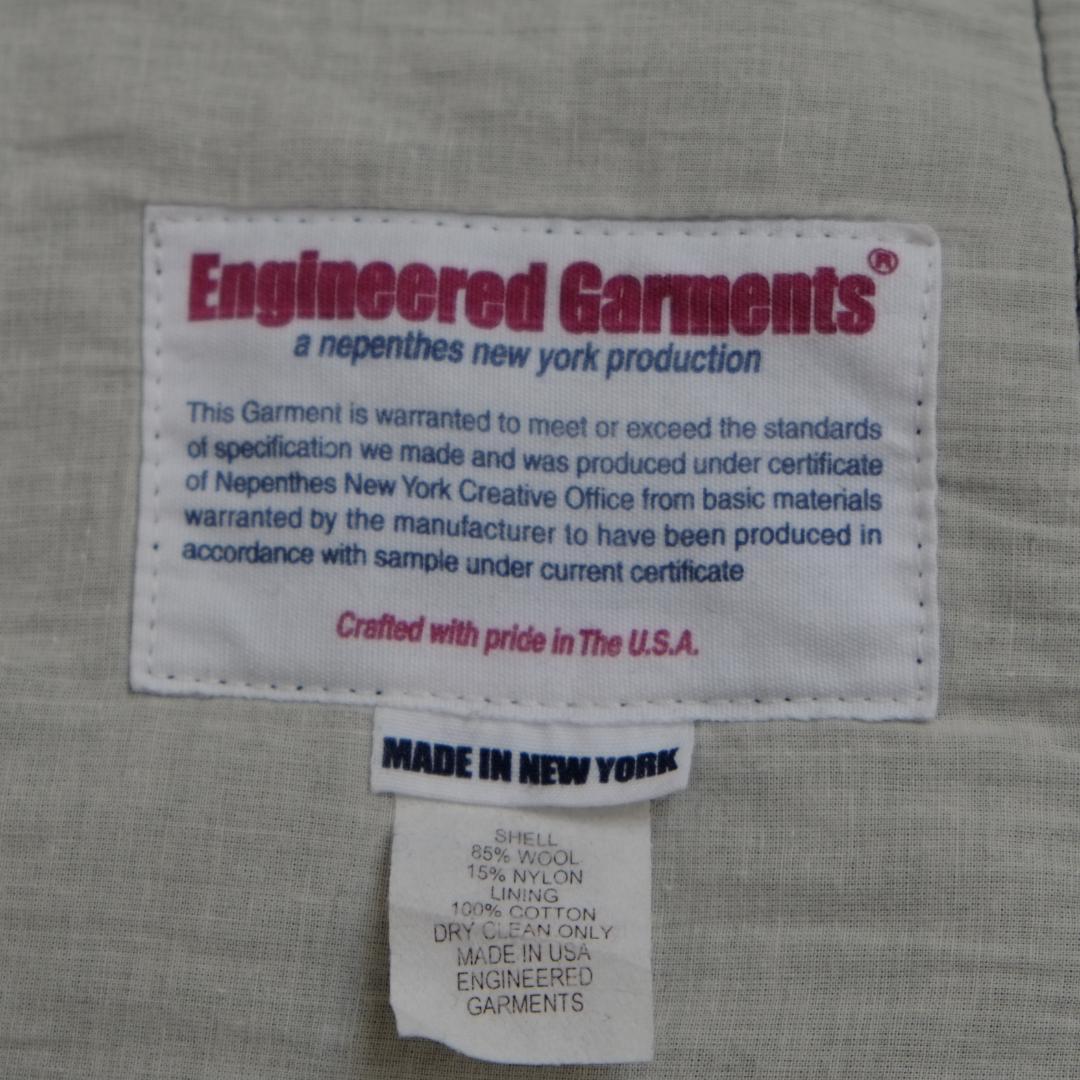 Engineered Garments®
a nepenthes new york production
This Garment is warranted to meet or exceed the standards
of specification we made and was produced under certificate
of Nepenthes New York Creative Office from basic materials
warranted by the manufacturer to have been produced in
accordance with sample under current certificate
Crafted with pride in The U.S.A.
MADE IN NEW YORK
SHELL
85% WOOL
15% NYLON
LINING
100% COTTON
DRY CLEAN ONLY
MADE IN USA
ENGINEERED
GARMENTS